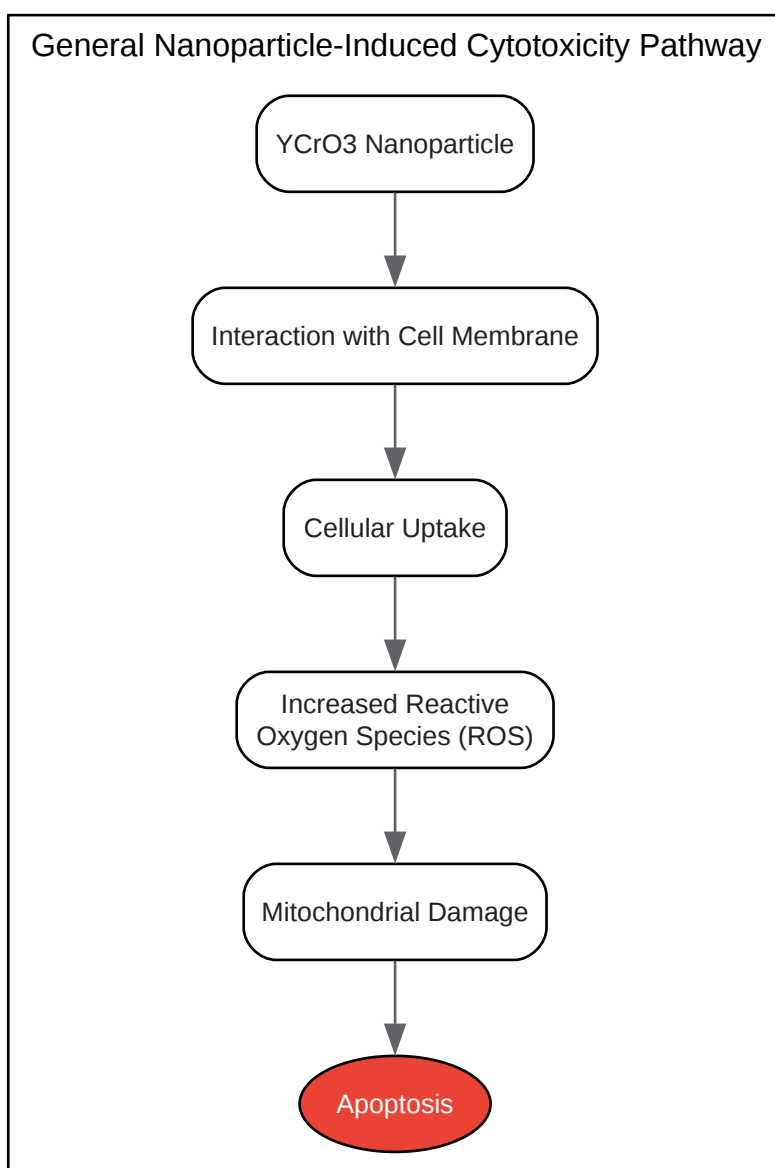 General Nanoparticle-Induced Cytotoxicity Pathway
YCrO3 Nanoparticle
Interaction with Cell Membrane
Cellular Uptake
Increased Reactive
Oxygen Species (ROS)
Mitochondrial Damage
Apoptosis